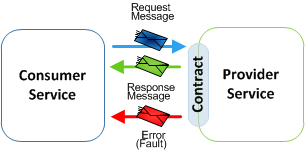 Request
Message
Consumer
Service
Contract
Provider
Service
Response
Message
Error
(Fault)